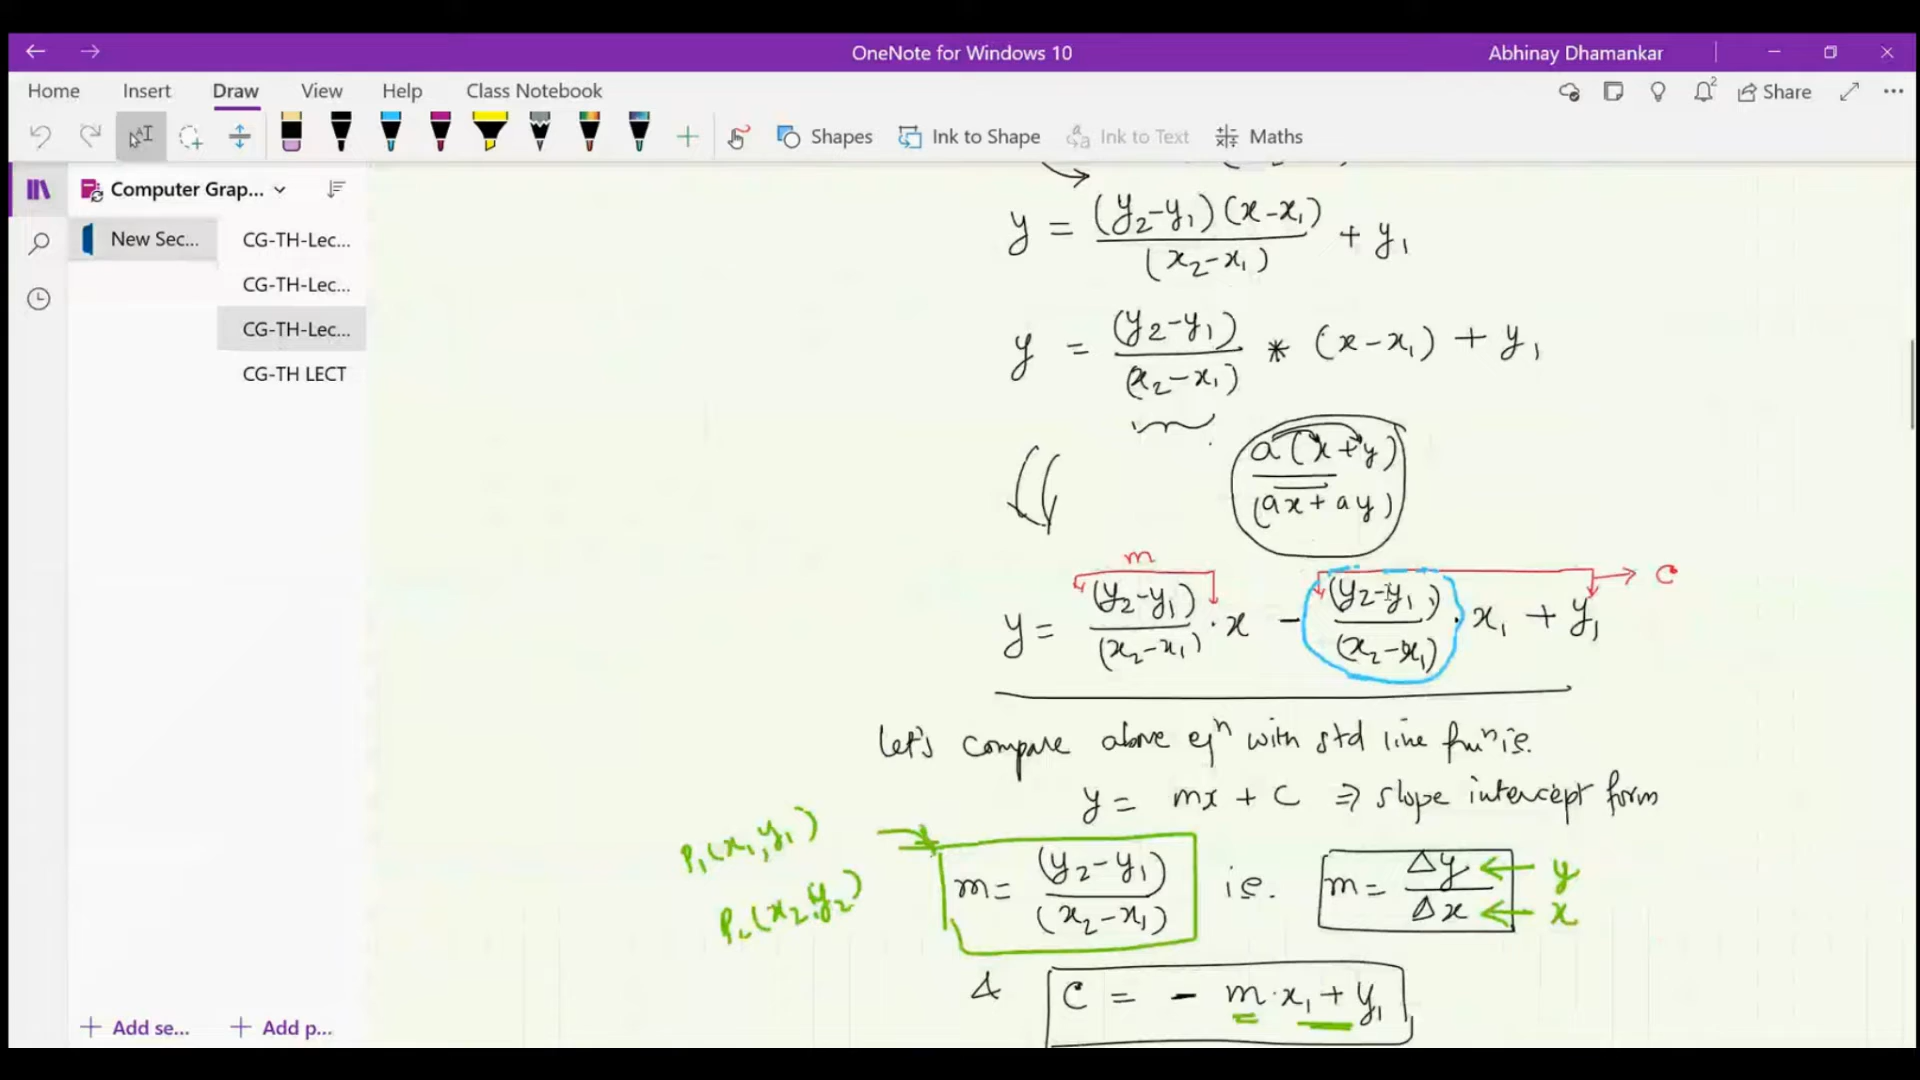 OneNote for Windows 10
Abhinay Dhamankar
Home Insert Draw View Help Class Notebook
Share
Shapes Ink to Shape Ink to Text Maths
Computer Grap...
New Sec...
CG-TH-Lec...
CG-TH-Lec...
CG-TH-Lec...
CG-TH LECT
Add se... Add p...
y = (y₂-y₁)(x-x₁)/(x₂-x₁) + y₁
y = (y₂-y₁)/(x₂-x₁) * (x-x₁) + y₁
a(x+y)
(ax+ay)
m
c
y = (y₂-y₁)/(x₂-x₁) · x - (y₂-y₁)/(x₂-x₁) · x₁ + y₁
let's compare above eqⁿ with std line funⁿ ie.
y = mx + c ⇒ slope intercept form
P₁(x₁,y₁)
P₂(x₂,y₂)
m = (y₂-y₁)/(x₂-x₁) i.e. m = Δy/Δx ← y ← x
& c = - m·x₁ + y₁